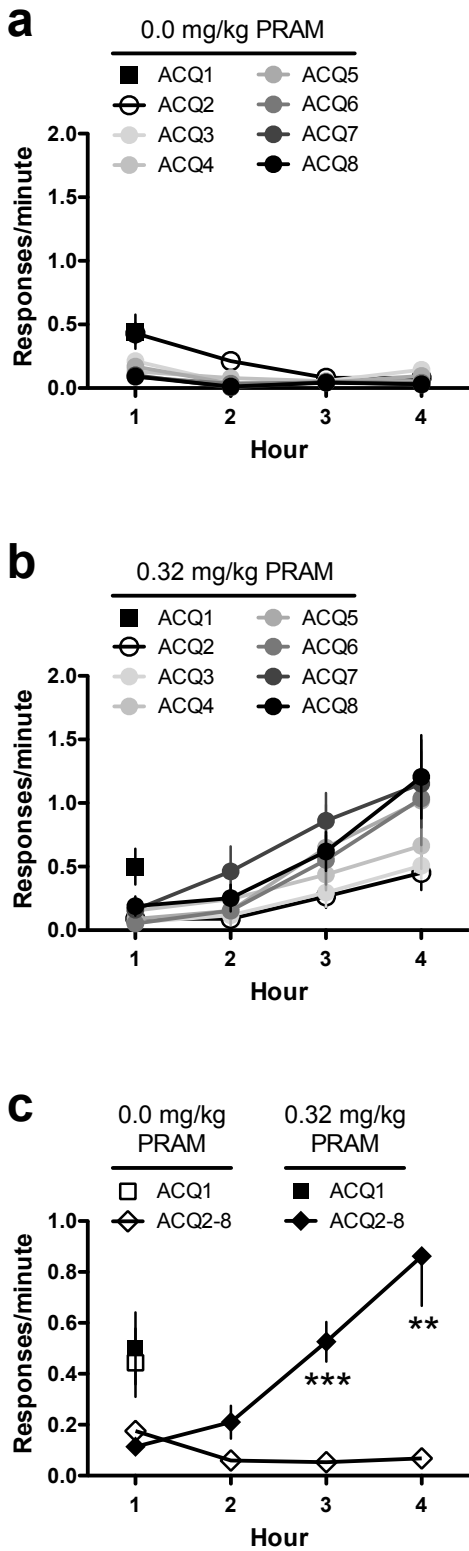 a
0.0 mg/kg PRAM
ACQ1 ACQ5
ACQ2 ACQ6
ACQ3 ACQ7
ACQ4 ACQ8
Responses/minute
2.0
1.5
1.0
0.5
0.0
1 2 3 4
Hour
b
0.32 mg/kg PRAM
ACQ1 ACQ5
ACQ2 ACQ6
ACQ3 ACQ7
ACQ4 ACQ8
Responses/minute
2.0
1.5
1.0
0.5
0.0
1 2 3 4
Hour
c
0.0 mg/kg 0.32 mg/kg
PRAM PRAM
ACQ1 ACQ1
ACQ2-8 ACQ2-8
Responses/minute
1.0
0.8
0.6
0.4
0.2
0.0
***
**
1 2 3 4
Hour